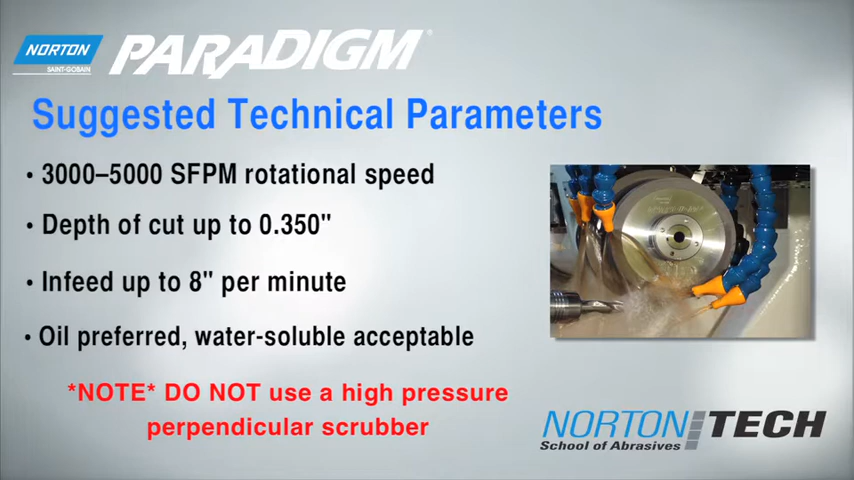 NORTON
SAINT-GOBAIN
PARADIGM®
Suggested Technical Parameters
• 3000–5000 SFPM rotational speed
• Depth of cut up to 0.350"
• Infeed up to 8" per minute
• Oil preferred, water-soluble acceptable
*NOTE* DO NOT use a high pressure
perpendicular scrubber
NORTON TECH
School of Abrasives